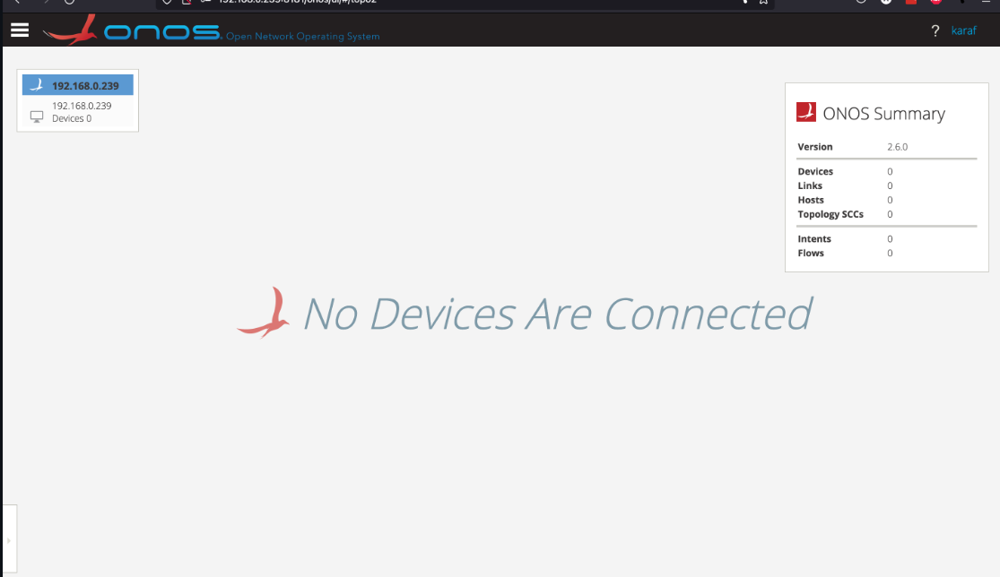 onos Open Network Operating System
? karaf
192.168.0.239
192.168.0.239
Devices 0
ONOS Summary
Version 2.6.0
Devices 0
Links 0
Hosts 0
Topology SCCs 0
Intents 0
Flows 0
No Devices Are Connected